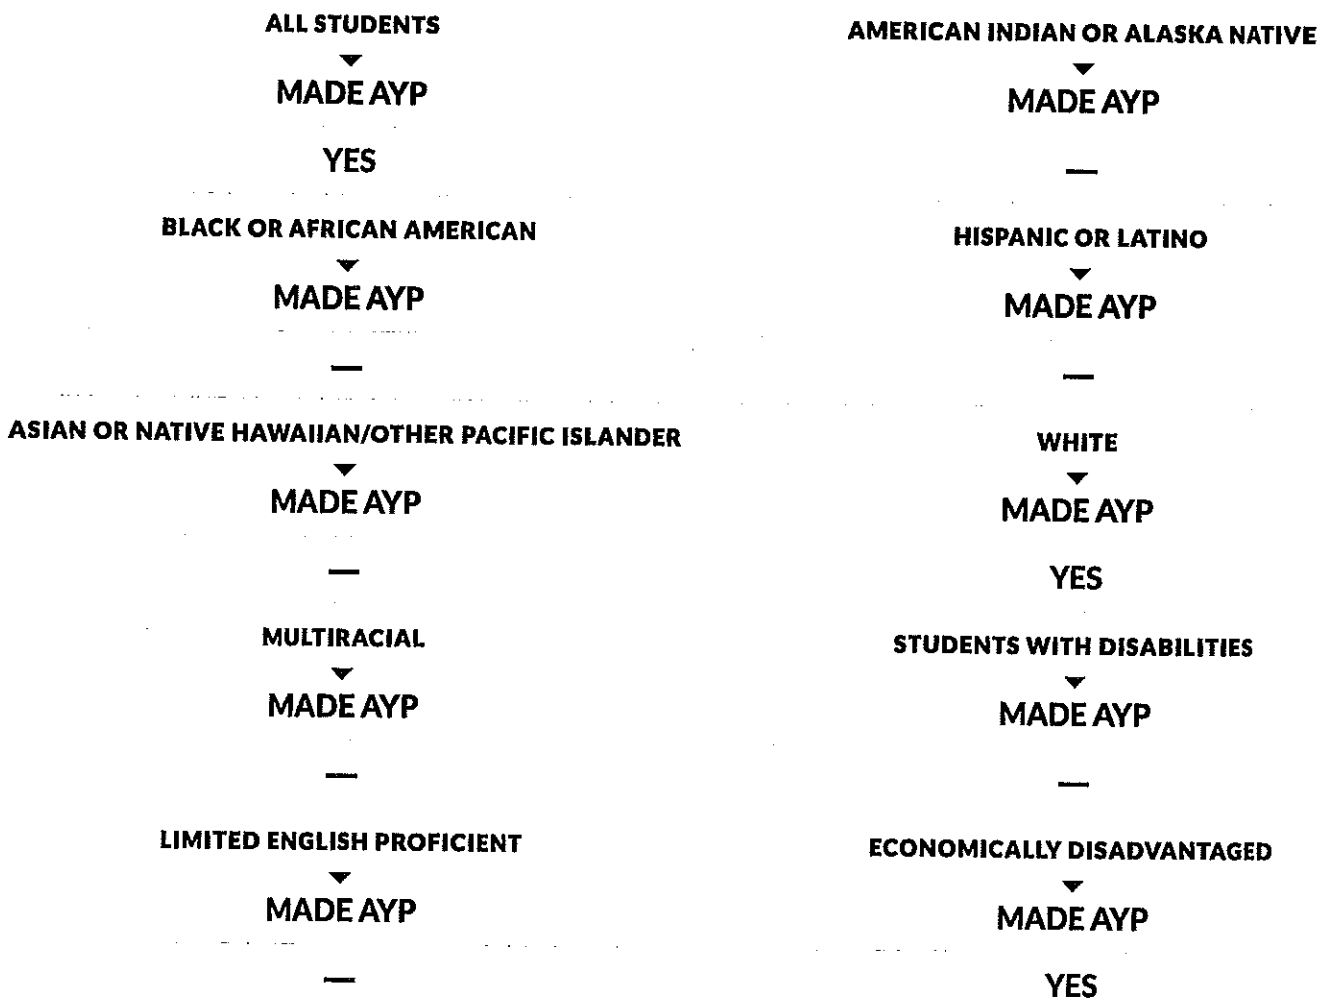 ALL STUDENTS
MADE AYP
YES
AMERICAN INDIAN OR ALASKA NATIVE
MADE AYP
—
BLACK OR AFRICAN AMERICAN
MADE AYP
—
HISPANIC OR LATINO
MADE AYP
—
ASIAN OR NATIVE HAWAIIAN/OTHER PACIFIC ISLANDER
MADE AYP
—
WHITE
MADE AYP
YES
MULTIRACIAL
MADE AYP
—
STUDENTS WITH DISABILITIES
MADE AYP
—
LIMITED ENGLISH PROFICIENT
MADE AYP
—
ECONOMICALLY DISADVANTAGED
MADE AYP
YES